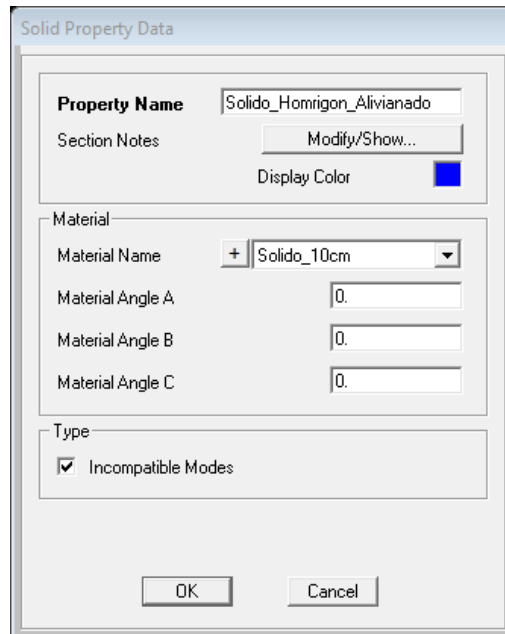 Solid Property Data
Property Name Solido_Homrigon_Alivianado
Section Notes Modify/Show...
Display Color
Material
Material Name + Solido_10cm
Material Angle A 0.
Material Angle B 0.
Material Angle C 0.
Type
Incompatible Modes
OK Cancel